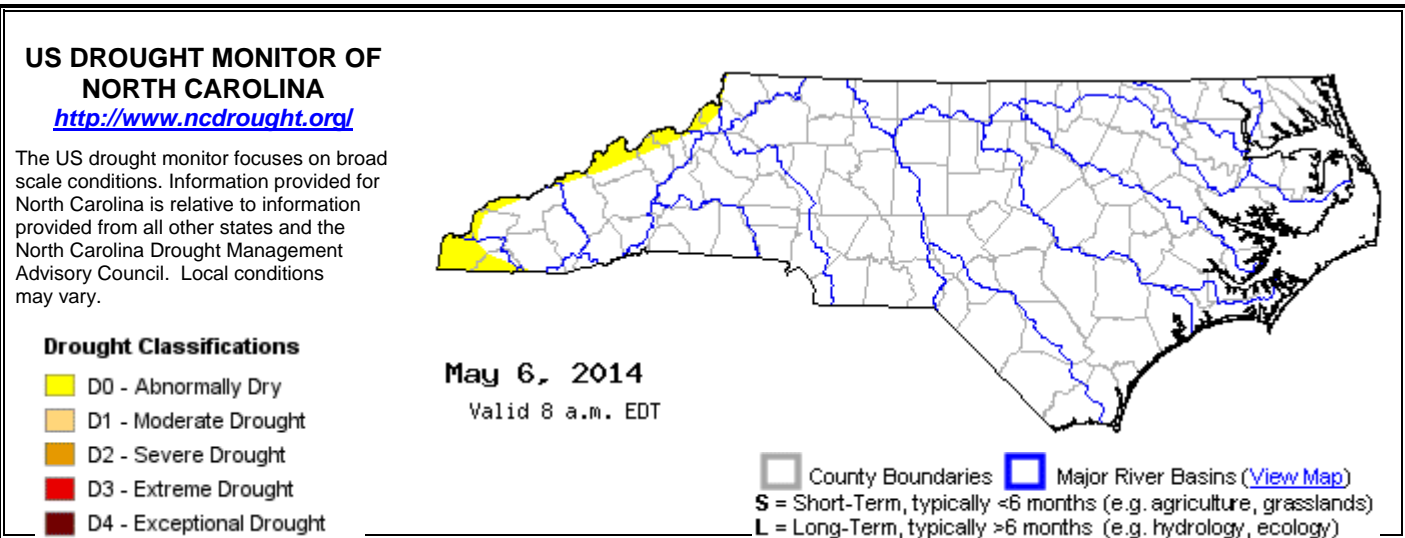 US DROUGHT MONITOR OF
NORTH CAROLINA
http://www.ncdrought.org/
The US drought monitor focuses on broad
scale conditions. Information provided for
North Carolina is relative to information
provided from all other states and the
North Carolina Drought Management
Advisory Council. Local conditions
may vary.
Drought Classifications
D0 - Abnormally Dry
D1 - Moderate Drought
D2 - Severe Drought
D3 - Extreme Drought
D4 - Exceptional Drought
May 6, 2014
Valid 8 a.m. EDT
County Boundaries Major River Basins (View Map)
S = Short-Term, typically <6 months (e.g. agriculture, grasslands)
L = Long-Term, typically >6 months (e.g. hydrology, ecology)